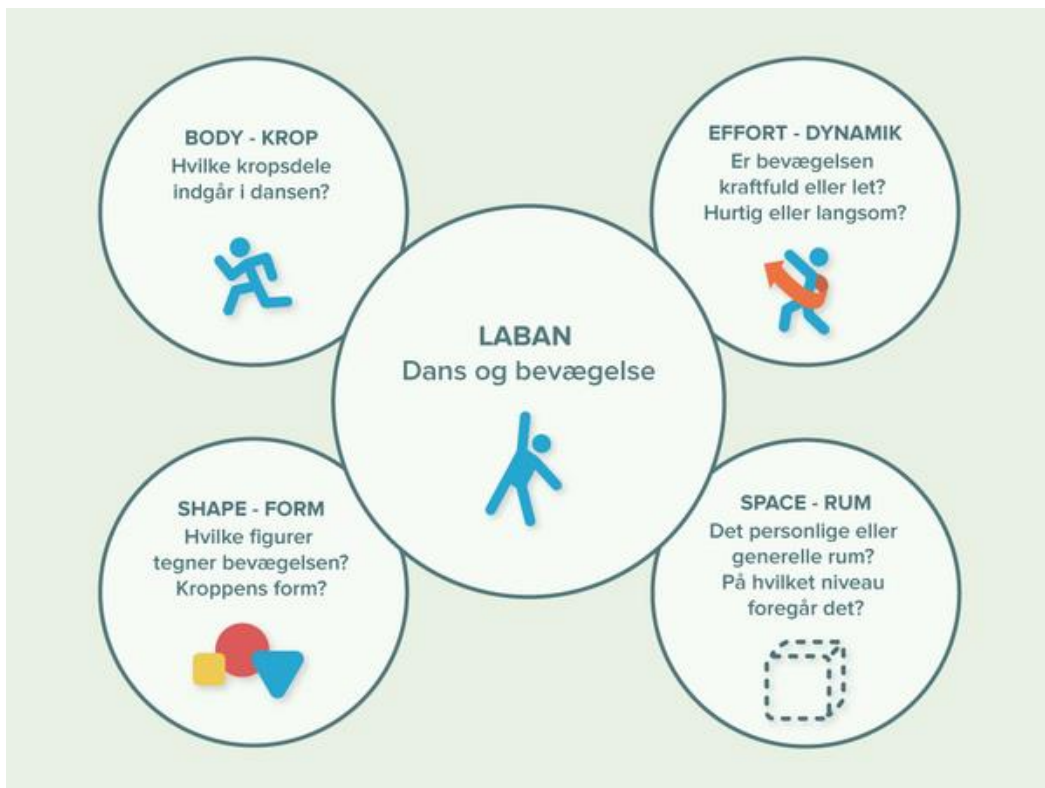 BODY - KROP
Hvilke kropsdele
indgår i dansen?
EFFORT - DYNAMIK
Er bevægelsen
kraftfuld eller let?
Hurtig eller langsom?
LABAN
Dans og bevægelse
SHAPE - FORM
Hvilke figurer
tegner bevægelsen?
Kroppens form?
SPACE - RUM
Det personlige eller
generelle rum?
På hvilket niveau
foregår det?